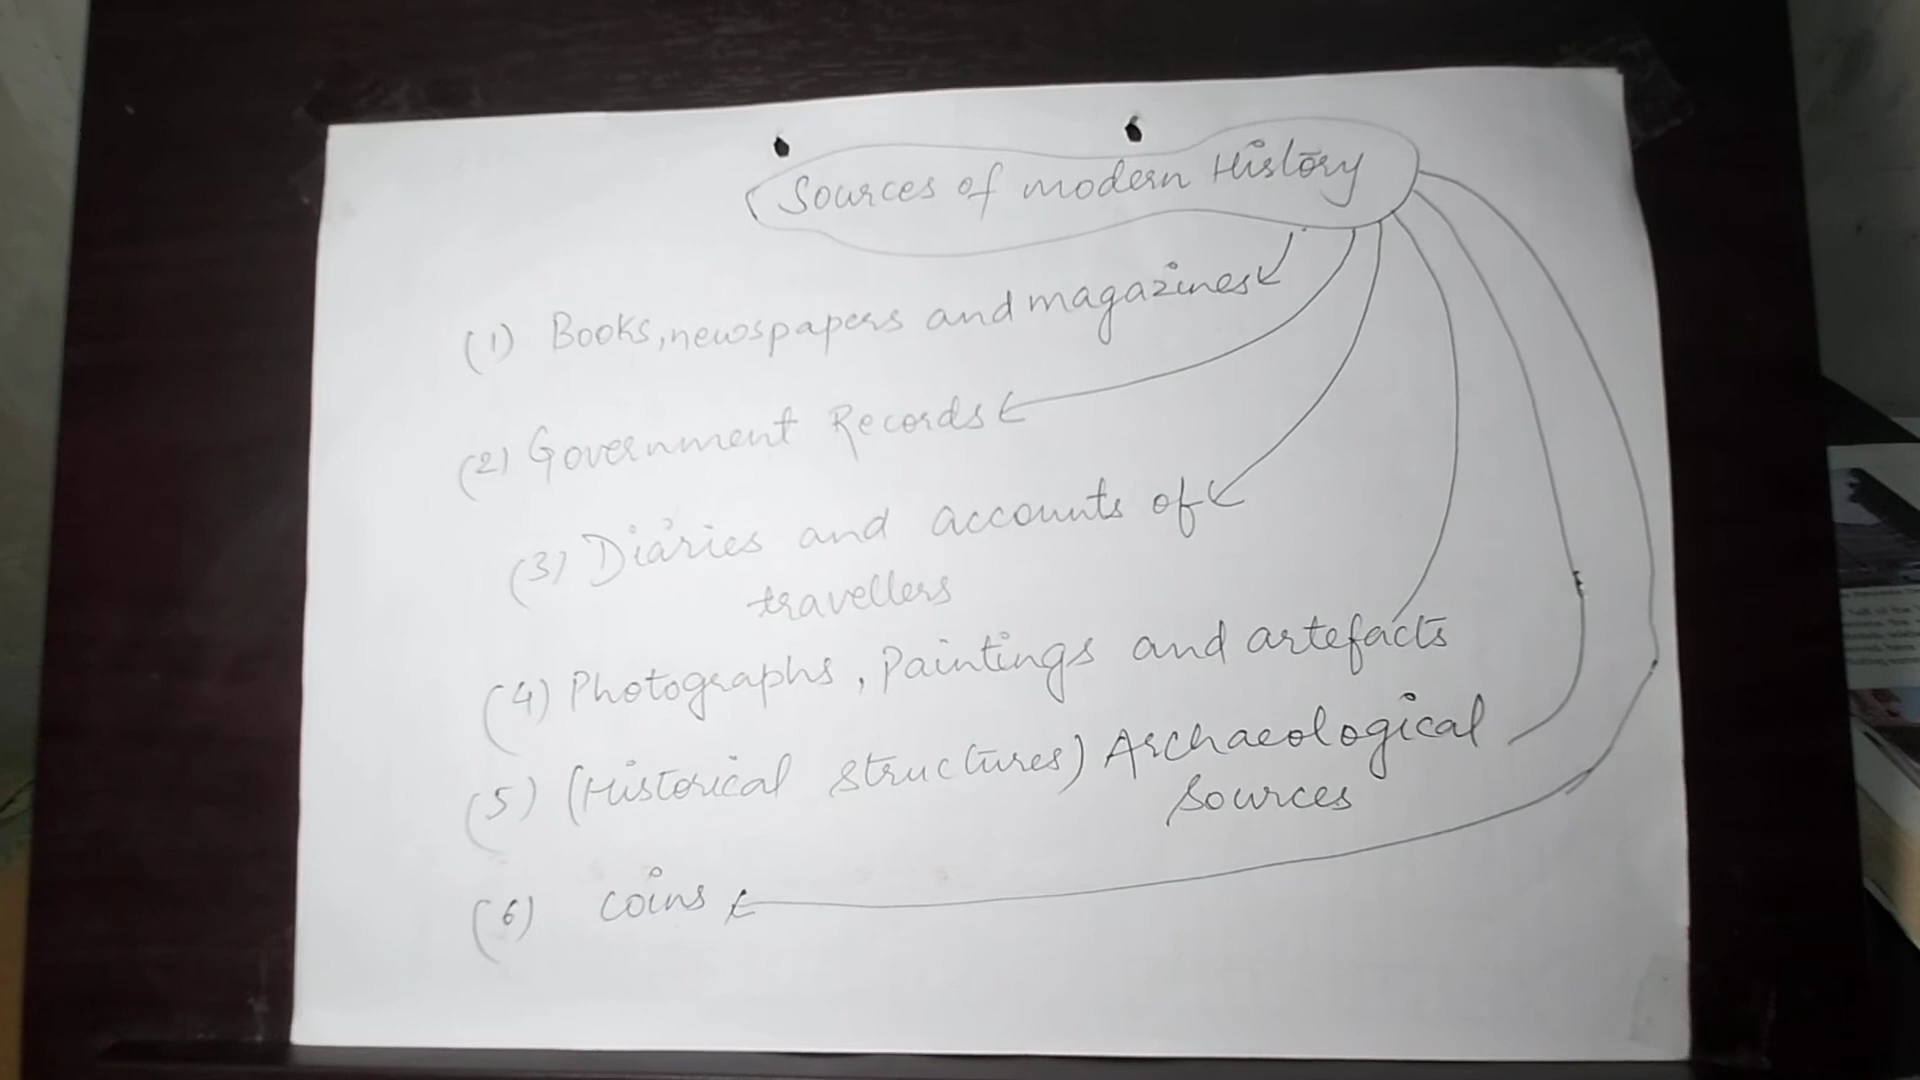 Sources of modern History
(1) Books, newspapers and magazines
(2) Government Records
(3) Diaries and accounts of
travellers
(4) Photographs, Paintings and artefacts
(5) (Historical structures) Archaeological
Sources
(6) coins